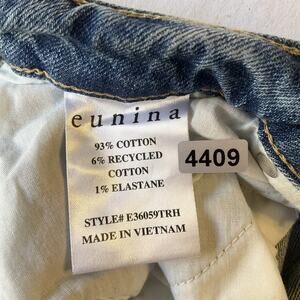 eunina
93% COTTON
6% RECYCLED
COTTON
1% ELASTANE
4409
STYLE# E36059TRH
MADE IN VIETNAM